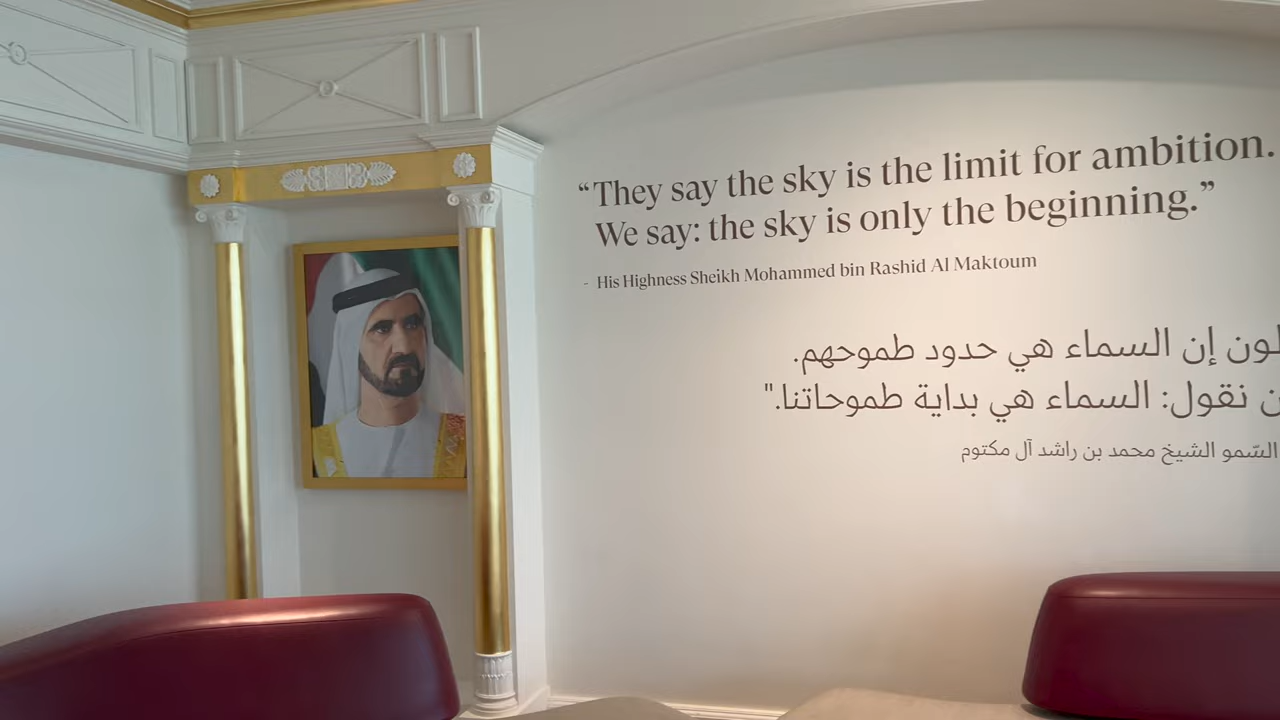 “They say the sky is the limit for ambition.
We say: the sky is only the beginning.”
- His Highness Sheikh Mohammed bin Rashid Al Maktoum
إن السماء هي حدود طموحهم.
نقول: السماء هي بداية طموحاتنا."
السّمو الشيخ محمد بن راشد آل مكتوم